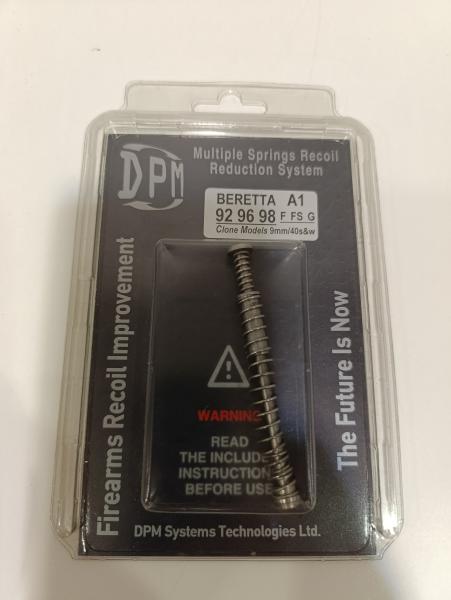 DPM
Multiple Springs Recoil
Reduction System
BERETTA A1
92 96 98 F FS G
Clone Models 9mm/40s&w
Firearms Recoil Improvement
The Future Is Now
WARNING
READ
THE INCLUDE
INSTRUCTION
BEFORE USE
DPM Systems Technologies Ltd.